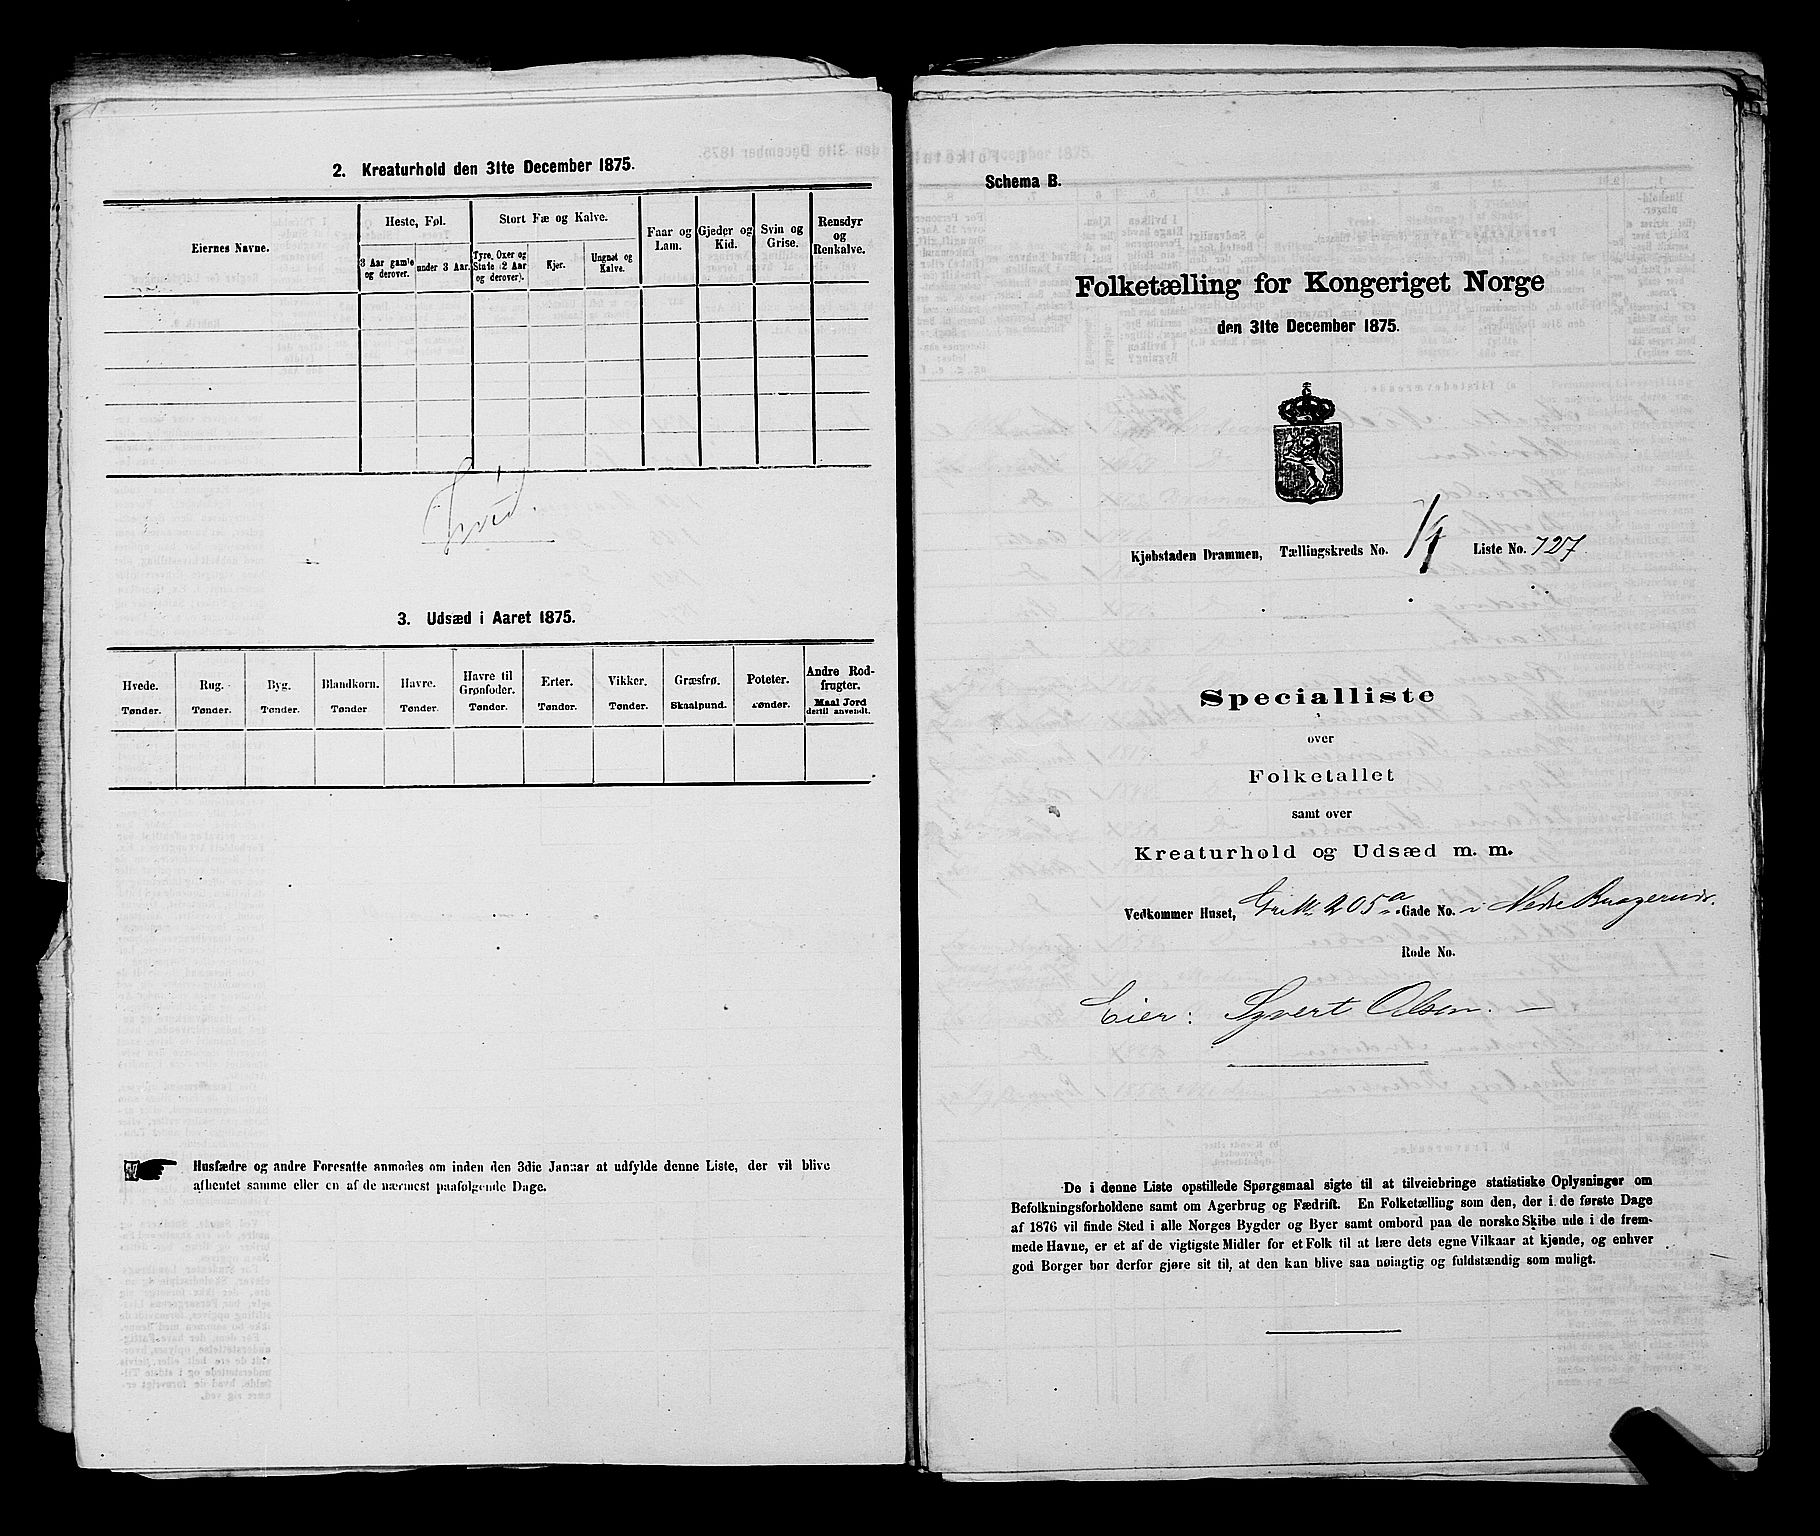 2. Kreaturhold den 31te December 1875.
Eiernes Navne.
Heste, Føl.
3 Aar gamle og derover.
under 3 Aar.
Stort Fæ og Kalve.
Tyre, Oxer og Stude (2 Aar og derover).
Kjør.
Ungnøt og Kalve.
Faar og Lam.
Gjeder og Kid.
Svin og Grise.
Rensdyr og Renkalve.
3. Udsæd i Aaret 1875.
Hvede. Tønder.
Rug. Tønder.
Byg. Tønder.
Blandkorn. Tønder
Havre. Tønder.
Havre til Grønfoder. Tønder.
Erter. Tønder.
Vikker. Tønder.
Græsfrø. Skaalpund.
Poteter. Tønder.
Andre Rodfrugter. Maal Jord dertil anvendt.
Husfædre og andre Foresatte anmodes om inden den 3die Januar at udfylde denne Liste, der vil blive
afhentet samme eller en af de nærmest paafølgende Dage.
Schema B.
Folketælling for Kongeriget Norge
den 31te December 1875.
Kjøbstaden Drammen, Tællingskreds No. Liste No. 727.
Specialliste
over
Folketallet
samt over
Kreaturhold og Udsæd m. m.
Vedkommer Huset, 205a Gade No. i Nedre Bragernes.
Rode No.
Eier: Syvert Olsen. —
De i denne Liste opstillede Spørgsmaal sigte til at tilveiebringe statistiske Oplysninger om
Befolkningsforholdene samt om Agerbrug og Fædrift. En Folketælling som den, der i de første Dage
af 1876 vil finde Sted i alle Norges Bygder og Byer samt ombord paa de norske Skibe ude i de frem-
mede Havne, er et af de vigtigste Midler for et Folk til at lære dets egne Vilkaar at kjende, og enhver
god Borger bør derfor gjøre sit til, at den kan blive saa nøiagtig og fuldstændig som muligt.